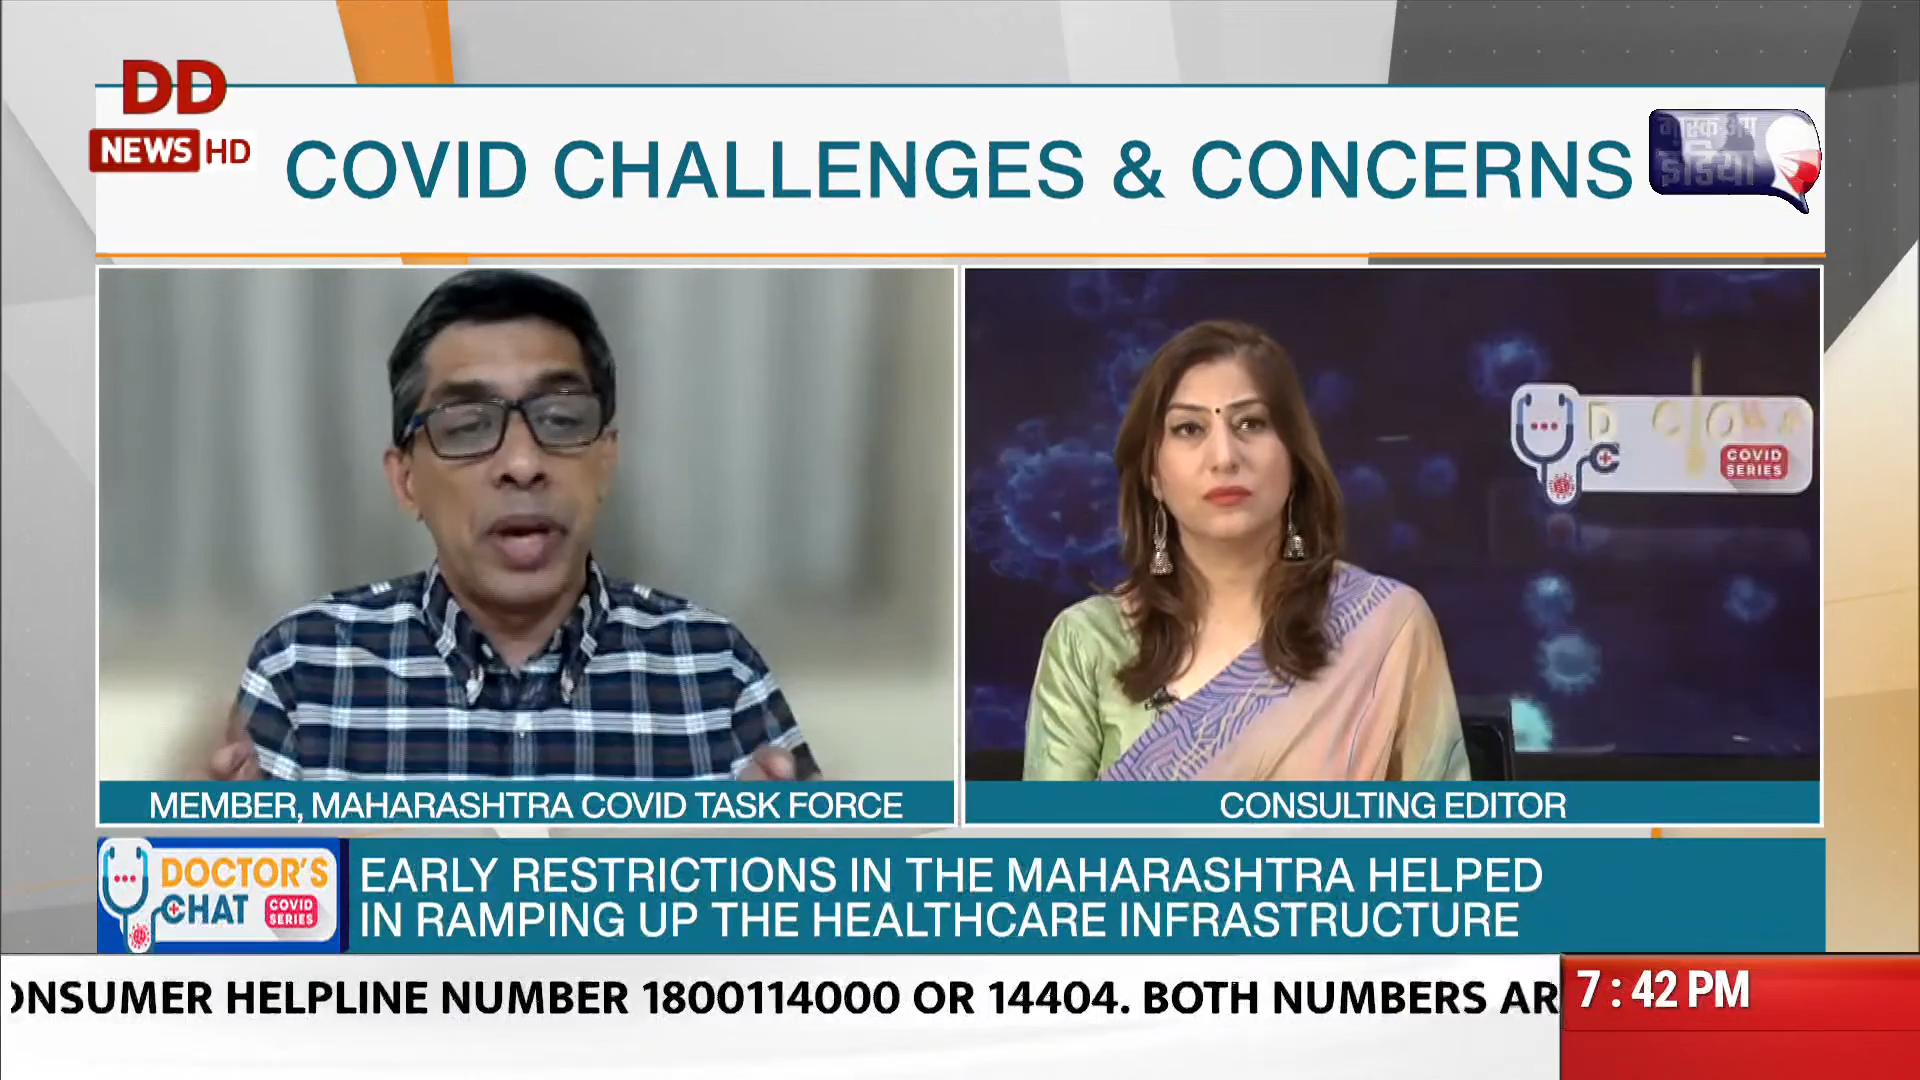 DD
NEWS HD
COVID CHALLENGES & CONCERNS
मास्क अप
इंडिया
COVID
SERIES
MEMBER, MAHARASHTRA COVID TASK FORCE
CONSULTING EDITOR
DOCTOR'S
CHAT
COVID
SERIES
EARLY RESTRICTIONS IN THE MAHARASHTRA HELPED
IN RAMPING UP THE HEALTHCARE INFRASTRUCTURE
ONSUMER HELPLINE NUMBER 1800114000 OR 14404. BOTH NUMBERS AR
7 : 42 PM